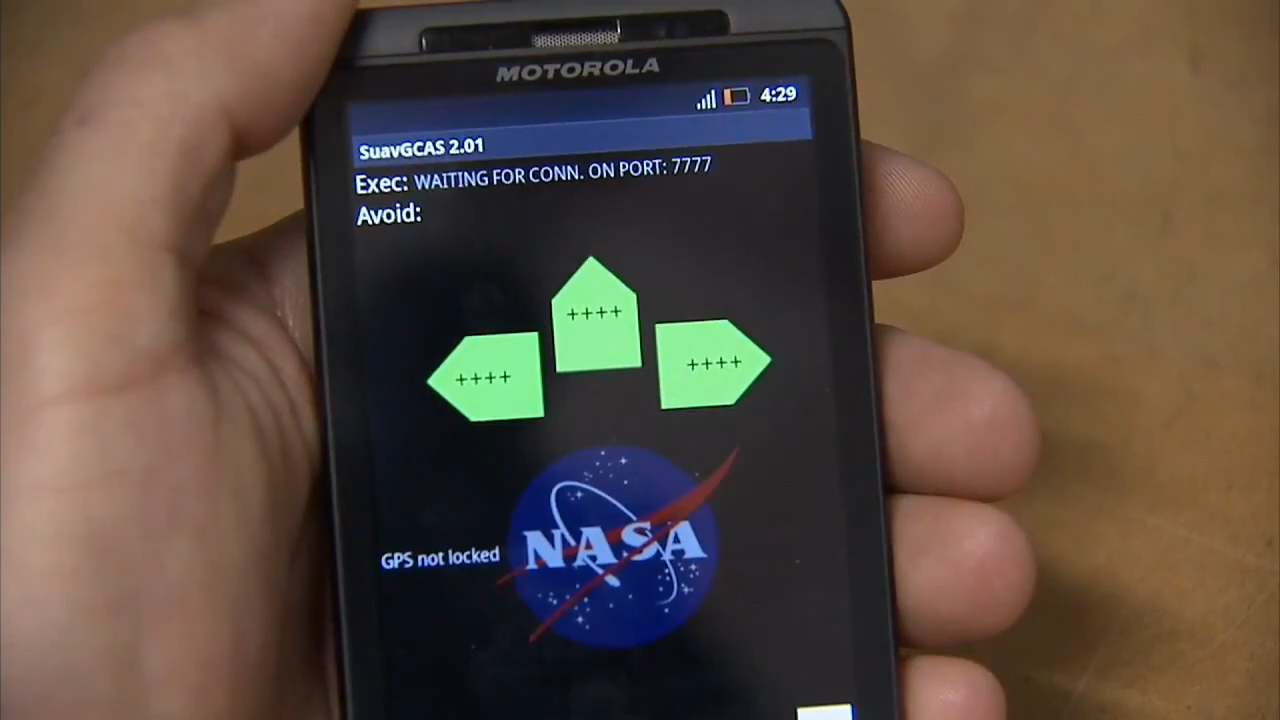 MOTOROLA
4:29
SuavGCAS 2.01
Exec: WAITING FOR CONN. ON PORT: 7777
Avoid:
++++
++++
++++
GPS not locked
NASA